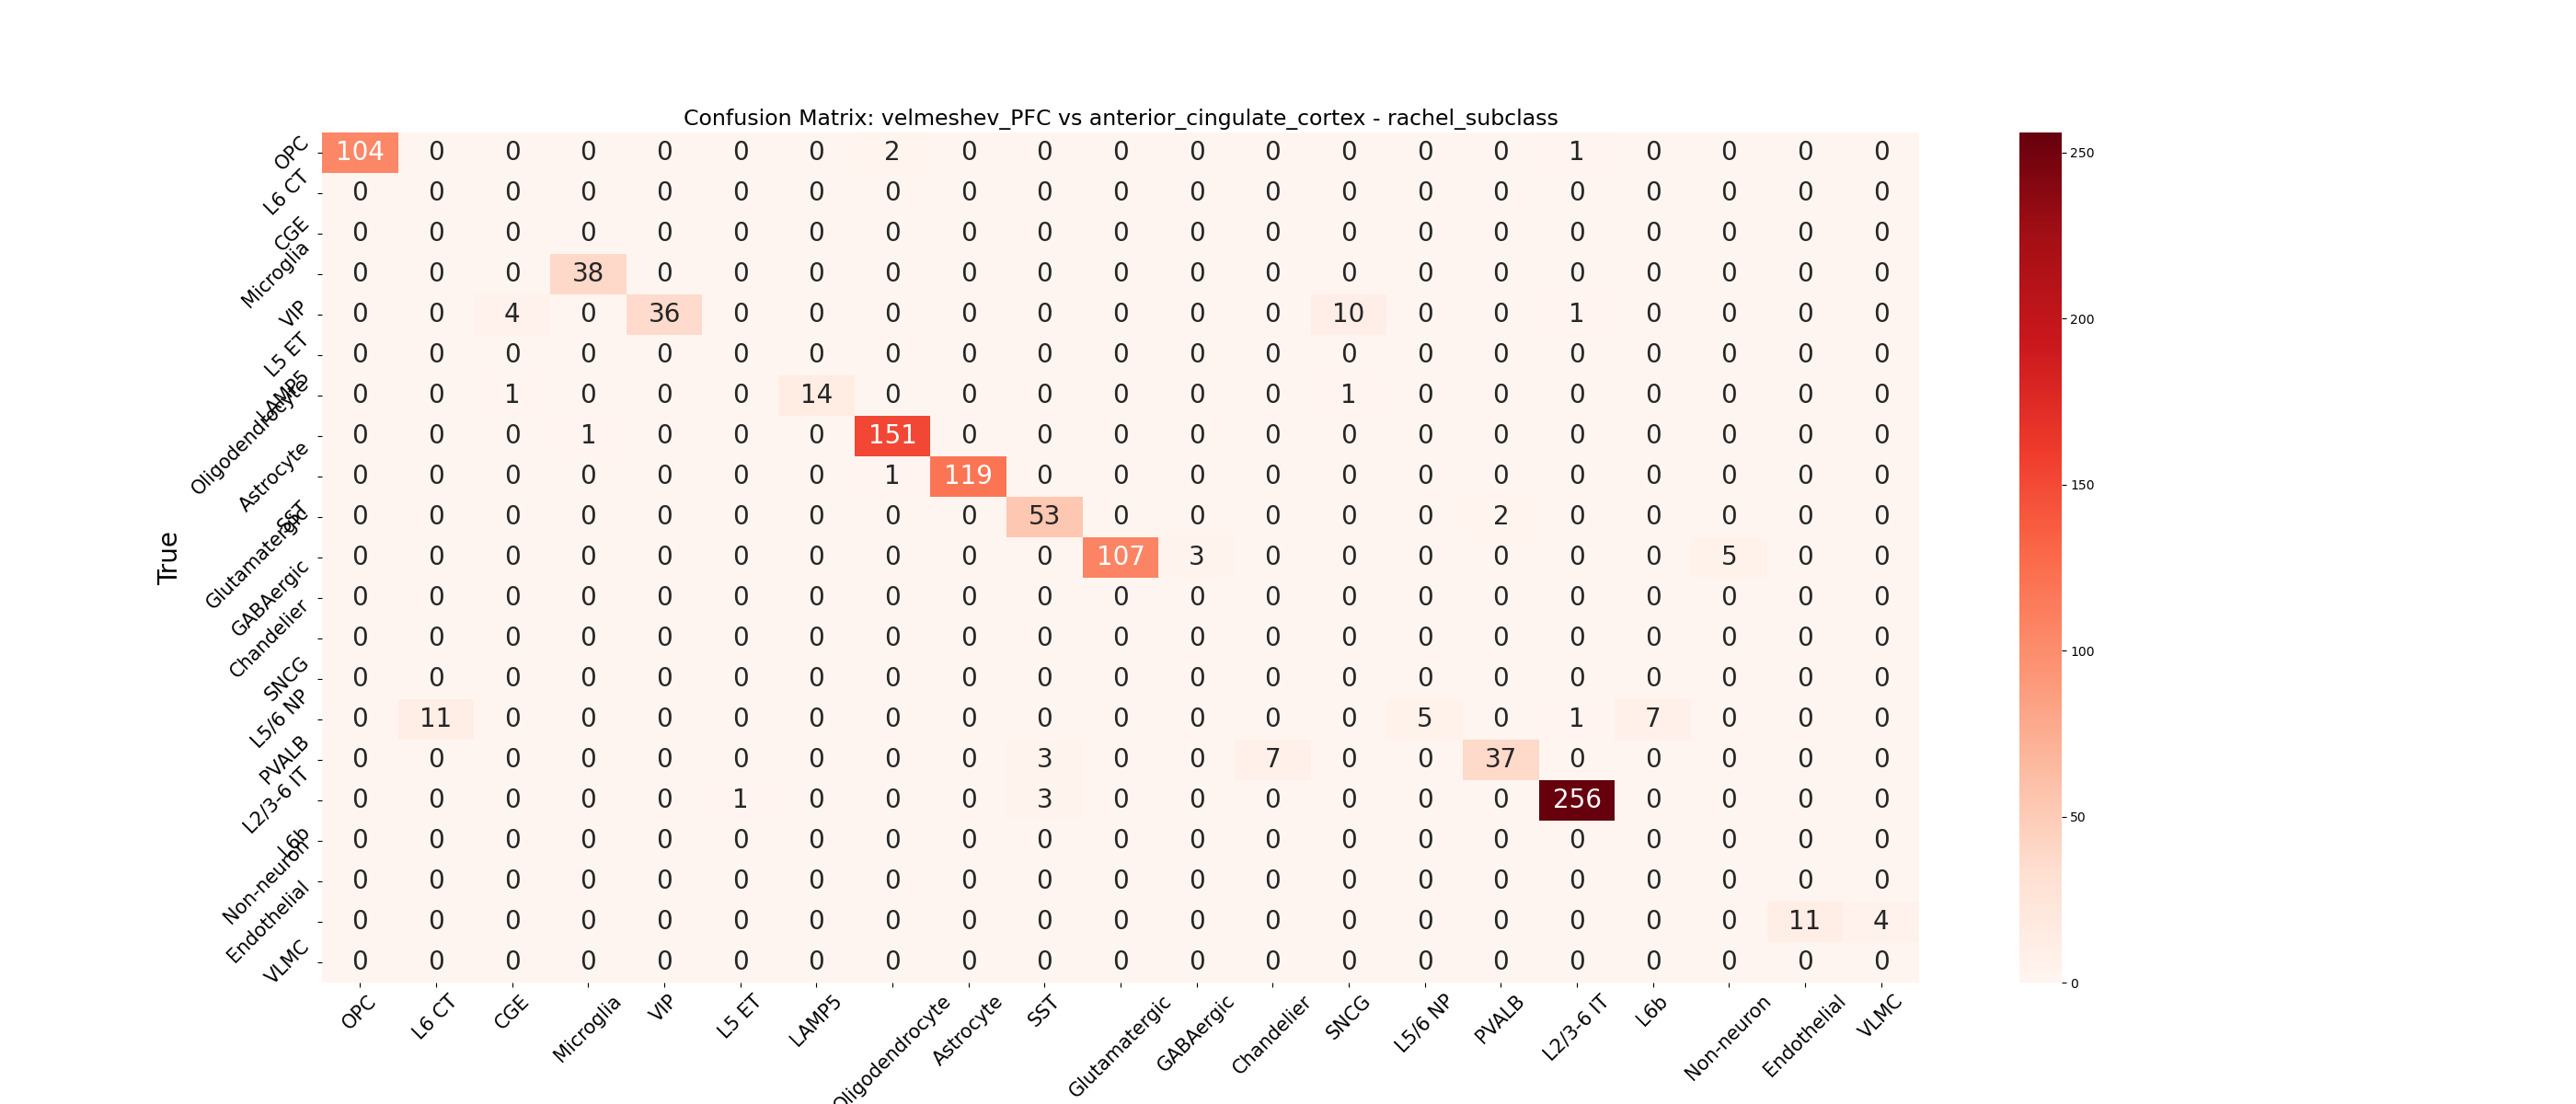 Confusion Matrix: velmeshev_PFC vs anterior_cingulate_cortex - rachel_subclass
True
OPC 104 0 0 0 0 0 0 2 0 0 0 0 0 0 0 0 1 0 0 0 0
L6 CT 0 0 0 0 0 0 0 0 0 0 0 0 0 0 0 0 0 0 0 0 0
CGE 0 0 0 0 0 0 0 0 0 0 0 0 0 0 0 0 0 0 0 0 0
Microglia 0 0 0 38 0 0 0 0 0 0 0 0 0 0 0 0 0 0 0 0 0
VIP 0 0 4 0 36 0 0 0 0 0 0 0 0 10 0 0 1 0 0 0 0
L5 ET 0 0 0 0 0 0 0 0 0 0 0 0 0 0 0 0 0 0 0 0 0
LAMP5 0 0 1 0 0 0 14 0 0 0 0 0 0 1 0 0 0 0 0 0 0
Oligodendrocyte 0 0 0 1 0 0 0 151 0 0 0 0 0 0 0 0 0 0 0 0 0
Astrocyte 0 0 0 0 0 0 0 1 119 0 0 0 0 0 0 0 0 0 0 0 0
SST 0 0 0 0 0 0 0 0 0 53 0 0 0 0 0 2 0 0 0 0 0
Glutamatergic 0 0 0 0 0 0 0 0 0 0 107 3 0 0 0 0 0 0 5 0 0
GABAergic 0 0 0 0 0 0 0 0 0 0 0 0 0 0 0 0 0 0 0 0 0
Chandelier 0 0 0 0 0 0 0 0 0 0 0 0 0 0 0 0 0 0 0 0 0
SNCG 0 0 0 0 0 0 0 0 0 0 0 0 0 0 0 0 0 0 0 0 0
L5/6 NP 0 11 0 0 0 0 0 0 0 0 0 0 0 0 5 0 1 7 0 0 0
PVALB 0 0 0 0 0 0 0 0 0 3 0 0 7 0 0 37 0 0 0 0 0
L2/3-6 IT 0 0 0 0 0 1 0 0 0 3 0 0 0 0 0 0 256 0 0 0 0
L6b 0 0 0 0 0 0 0 0 0 0 0 0 0 0 0 0 0 0 0 0 0
Non-neuron 0 0 0 0 0 0 0 0 0 0 0 0 0 0 0 0 0 0 0 0 0
Endothelial 0 0 0 0 0 0 0 0 0 0 0 0 0 0 0 0 0 0 0 11 4
VLMC 0 0 0 0 0 0 0 0 0 0 0 0 0 0 0 0 0 0 0 0 0
OPC L6 CT CGE Microglia VIP L5 ET LAMP5 Oligodendrocyte Astrocyte SST Glutamatergic GABAergic Chandelier SNCG L5/6 NP PVALB L2/3-6 IT L6b Non-neuron Endothelial VLMC
250
200
150
100
50
0